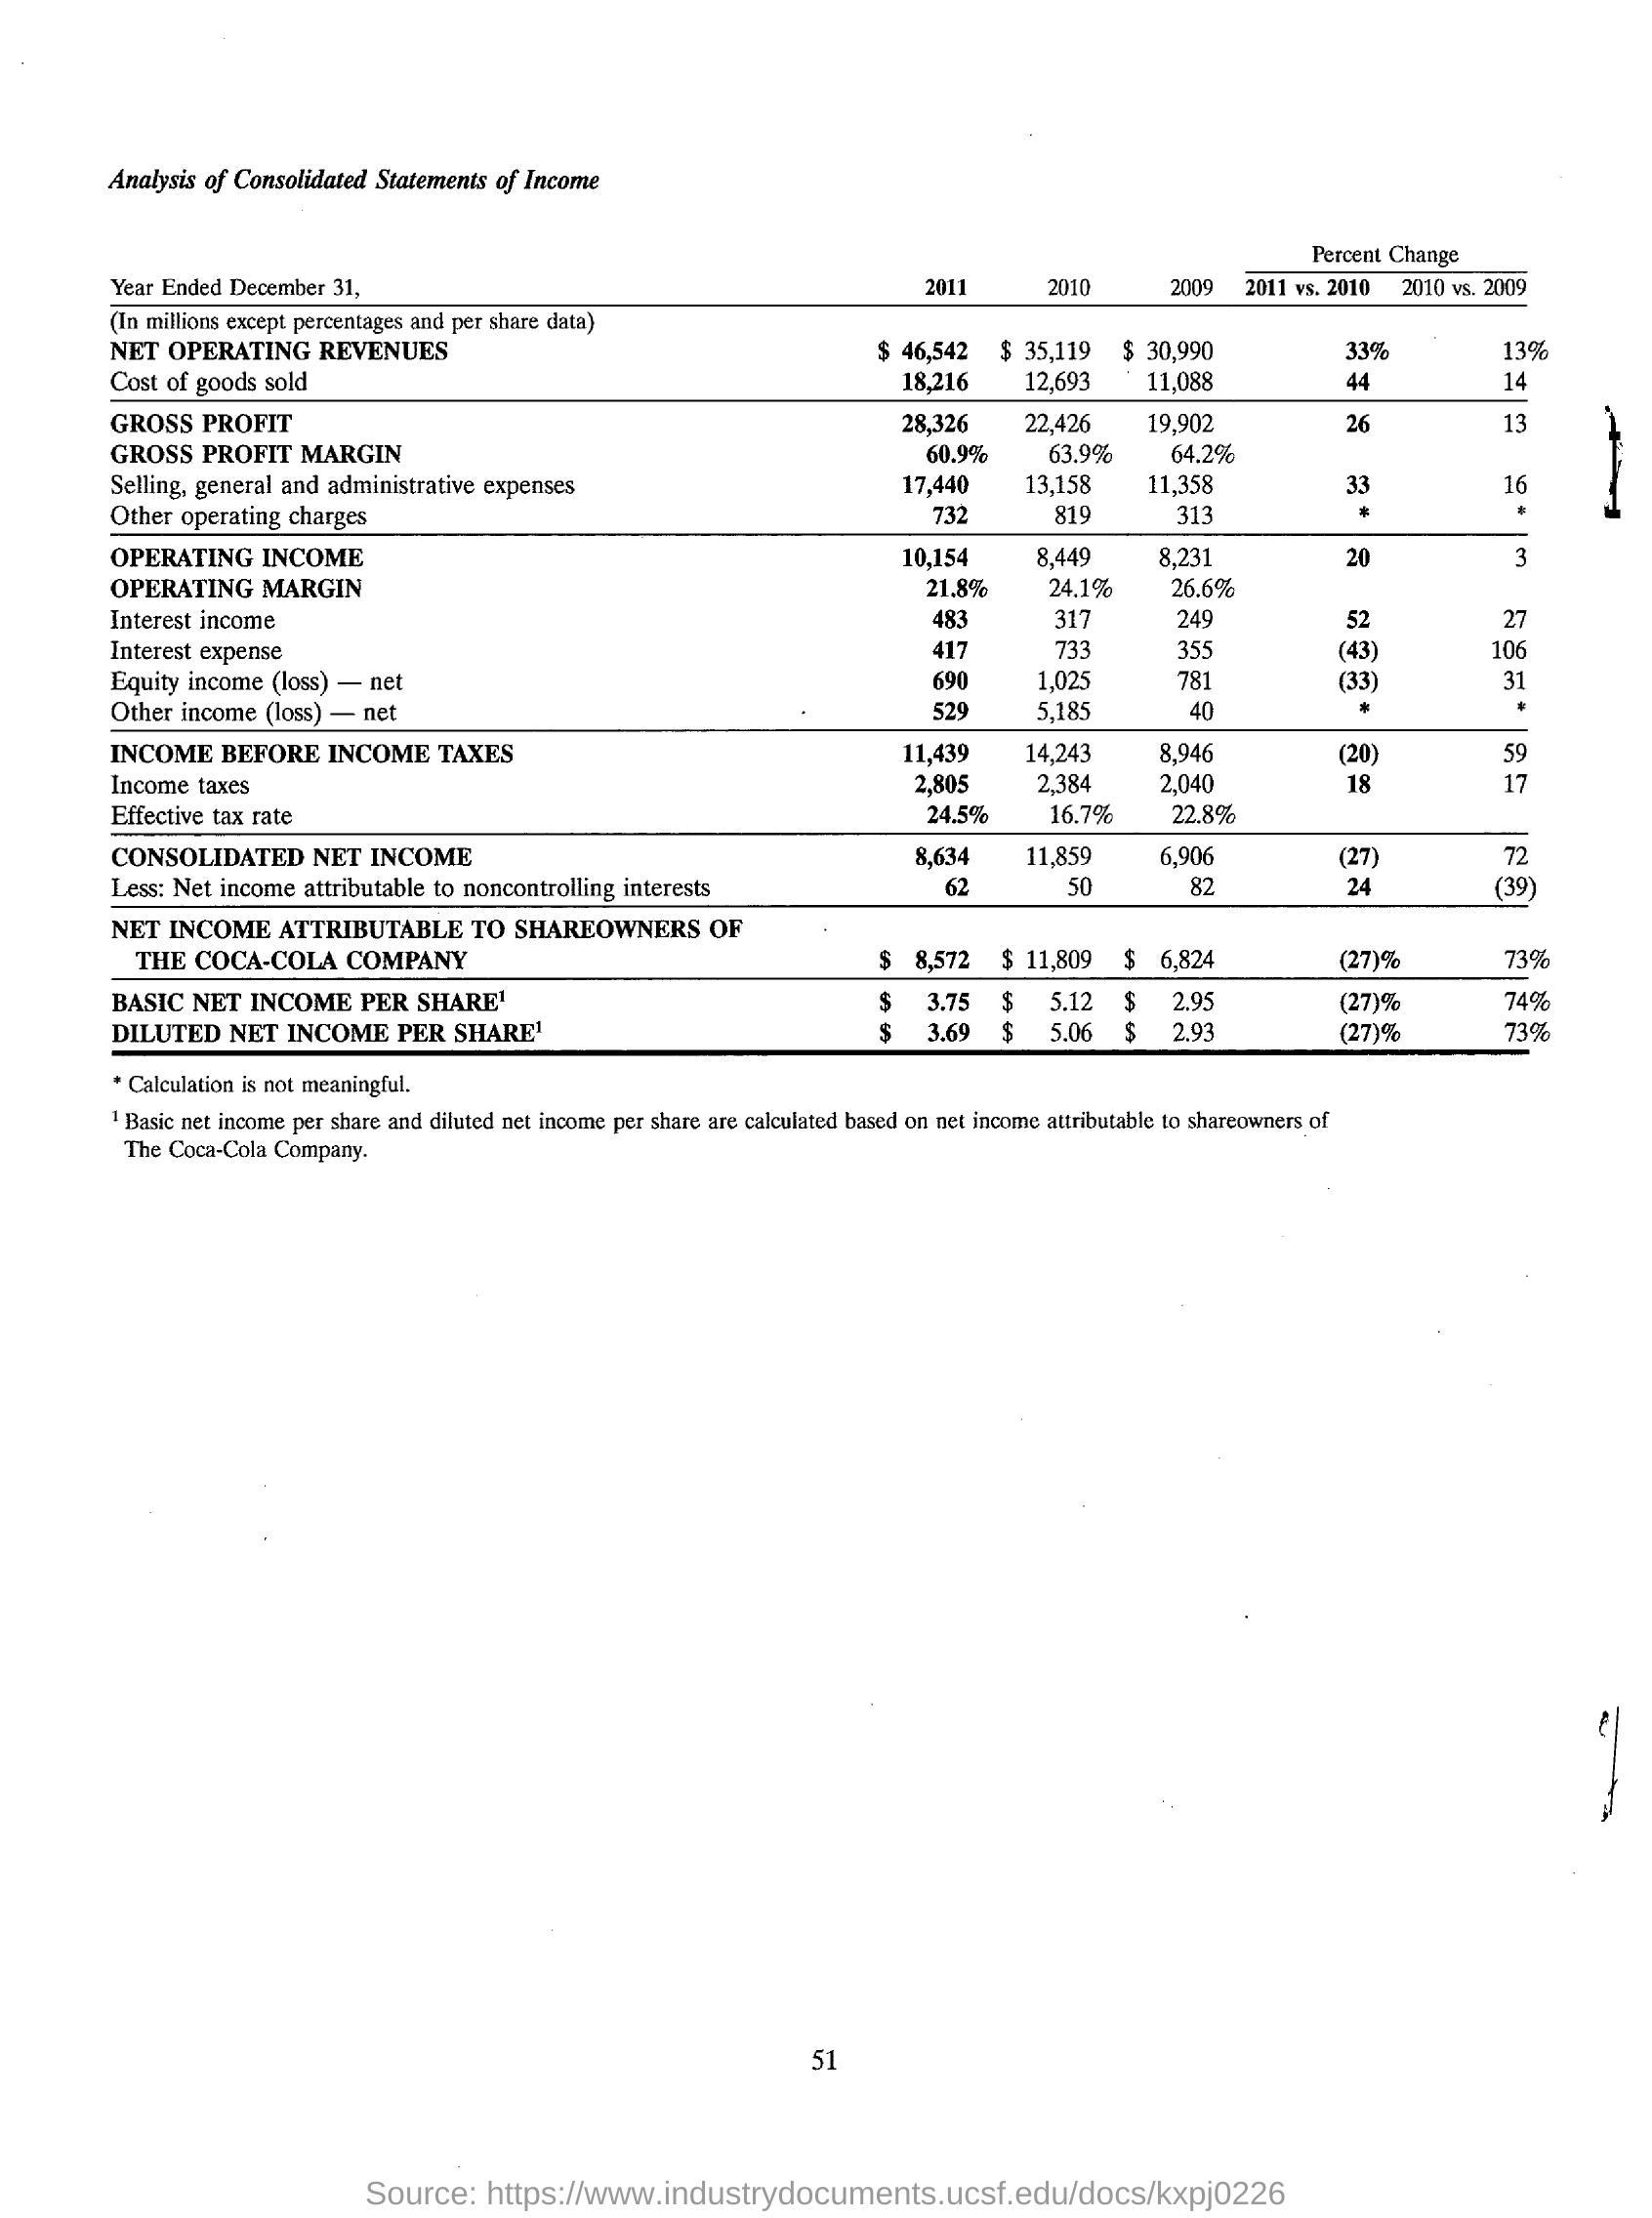 Analysis of Consolidated Statements of Income
Percent Change
Year Ended December 31, 2011 2010 2009 2011 vs. 2010 2010 vs. 2009
(In millions except percentages and per share data)
NET OPERATING REVENUES $ 46,542 $ 35,119 $ 30,990 33% 13%
Cost of goods sold 18,216 12,693 11,088 44 14
GROSS PROFIT 28,326 22,426 19,902 26 13
GROSS PROFIT MARGIN 60.9% 63.9% 64.2%
Selling, general and administrative expenses 17,440 13,158 11,358 33 16
Other operating charges 732 819 313 * *
OPERATING INCOME 10,154 8,449 8,231 20 3
OPERATING MARGIN 21.8% 24.1% 26.6%
Interest income 483 317 249 52 27
Interest expense 417 733 355 (43) 106
Equity income (loss) — net 690 1,025 781 (33) 31
Other income (loss) — net 529 5,185 40 * *
INCOME BEFORE INCOME TAXES 11,439 14,243 8,946 (20) 59
Income taxes 2,805 2,384 2,040 18 17
Effective tax rate 24.5% 16.7% 22.8%
CONSOLIDATED NET INCOME 8,634 11,859 6,906 (27) 72
Less: Net income attributable to noncontrolling interests 62 50 82 24 (39)
NET INCOME ATTRIBUTABLE TO SHAREOWNERS OF
THE COCA-COLA COMPANY $ 8,572 $ 11,809 $ 6,824 (27)% 73%
BASIC NET INCOME PER SHARE¹ $ 3.75 $ 5.12 $ 2.95 (27)% 74%
DILUTED NET INCOME PER SHARE¹ $ 3.69 $ 5.06 $ 2.93 (27)% 73%
* Calculation is not meaningful.
¹ Basic net income per share and diluted net income per share are calculated based on net income attributable to shareowners of
The Coca-Cola Company.
51
Source: https://www.industrydocuments.ucsf.edu/docs/kxpj0226